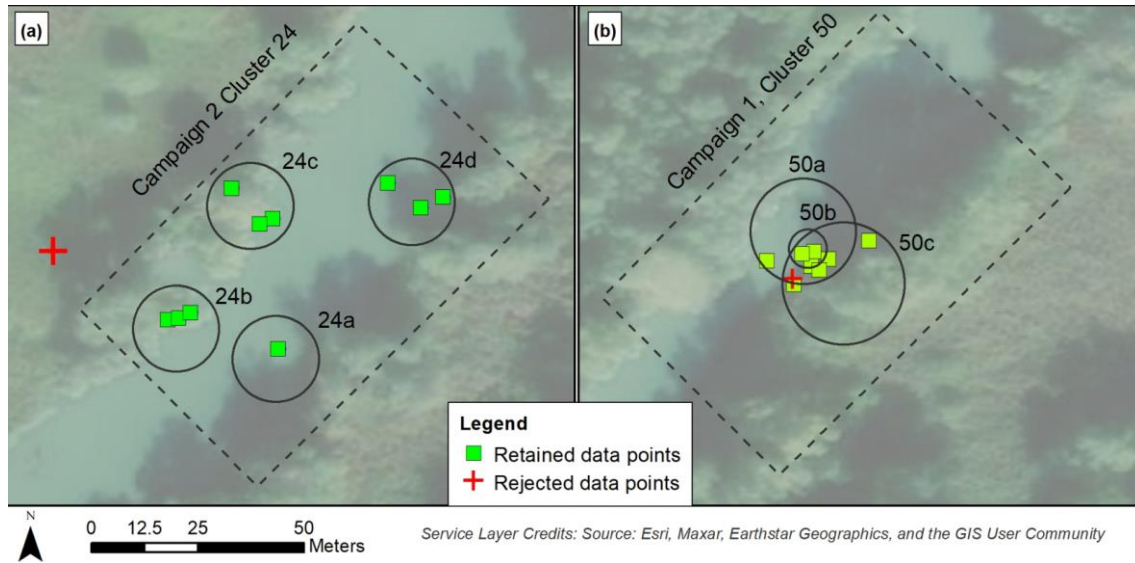 (a)
Campaign 2 Cluster 24
24c
24d
24b
24a
(b)
Campaign 1, Cluster 50
50a
50b
50c
Legend
Retained data points
Rejected data points
N
0 12.5 25 50
Meters
Service Layer Credits: Source: Esri, Maxar, Earthstar Geographics, and the GIS User Community